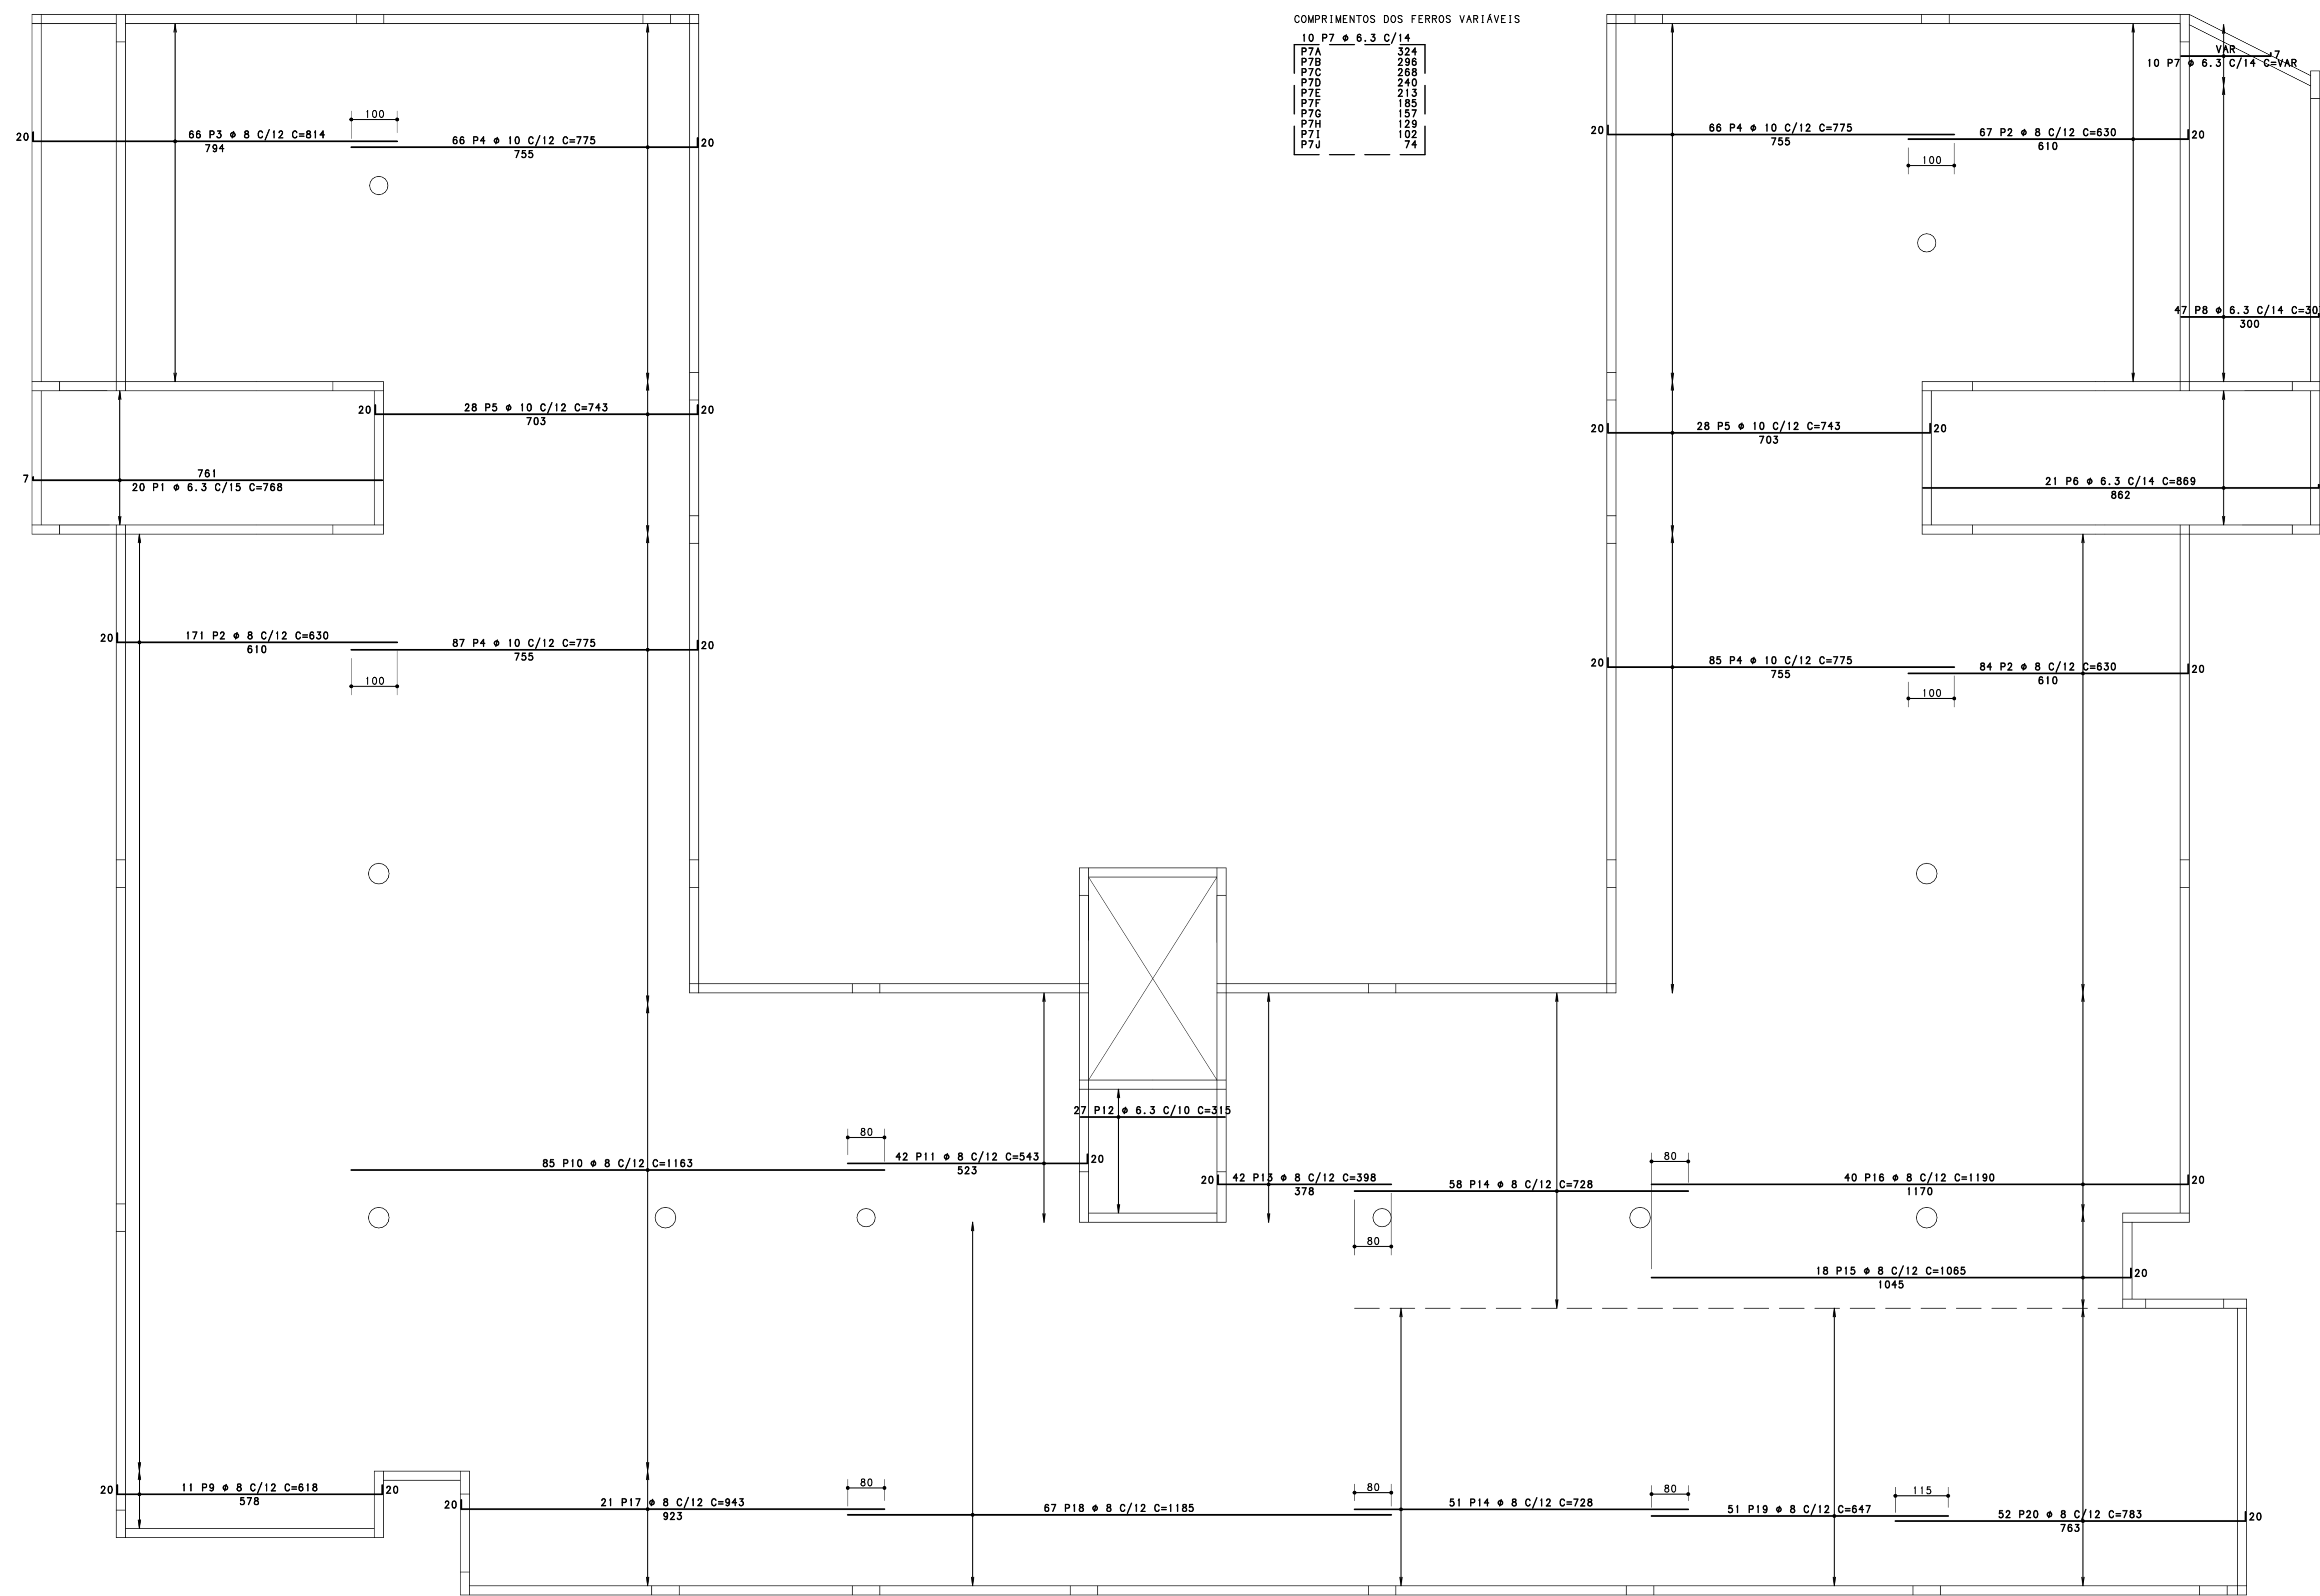 COMPRIMENTOS DOS FERROS VARIÁVEIS
10 P7 ϕ 6.3 C/14
P7A 324
P7B 296
P7C 268
P7D 240
P7E 213
P7F 185
P7G 157
P7H 129
P7I 102
P7J 74
VAR
7
10 P7 ϕ 6.3 C/14 C=VAR
100
20
66 P3 ϕ 8 C/12 C=814
794
66 P4 ϕ 10 C/12 C=775
755
20
20
66 P4 ϕ 10 C/12 C=775
755
67 P2 ϕ 8 C/12 C=630
610
20
100
47 P8 ϕ 6.3 C/14
300
20
28 P5 ϕ 10 C/12 C=743
703
20
20
28 P5 ϕ 10 C/12 C=743
703
20
761
7
20 P1 ϕ 6.3 C/15 C=768
21 P6 ϕ 6.3 C/14 C=869
862
20
171 P2 ϕ 8 C/12 C=630
610
87 P4 ϕ 10 C/12 C=775
755
20
100
20
85 P4 ϕ 10 C/12 C=775
755
84 P2 ϕ 8 C/12 C=630
610
20
100
27 P12 ϕ 6.3 C/10 C=315
80
85 P10 ϕ 8 C/12 C=1163
42 P11 ϕ 8 C/12 C=543
523
20
20
42 P13 ϕ 8 C/12 C=398
378
58 P14 ϕ 8 C/12 C=728
80
80
40 P16 ϕ 8 C/12 C=1190
1170
20
18 P15 ϕ 8 C/12 C=1065
1045
20
20
11 P9 ϕ 8 C/12 C=618
578
20
20
21 P17 ϕ 8 C/12 C=943
923
80
67 P18 ϕ 8 C/12 C=1185
80
51 P14 ϕ 8 C/12 C=728
80
51 P19 ϕ 8 C/12 C=647
115
52 P20 ϕ 8 C/12 C=783
763
20